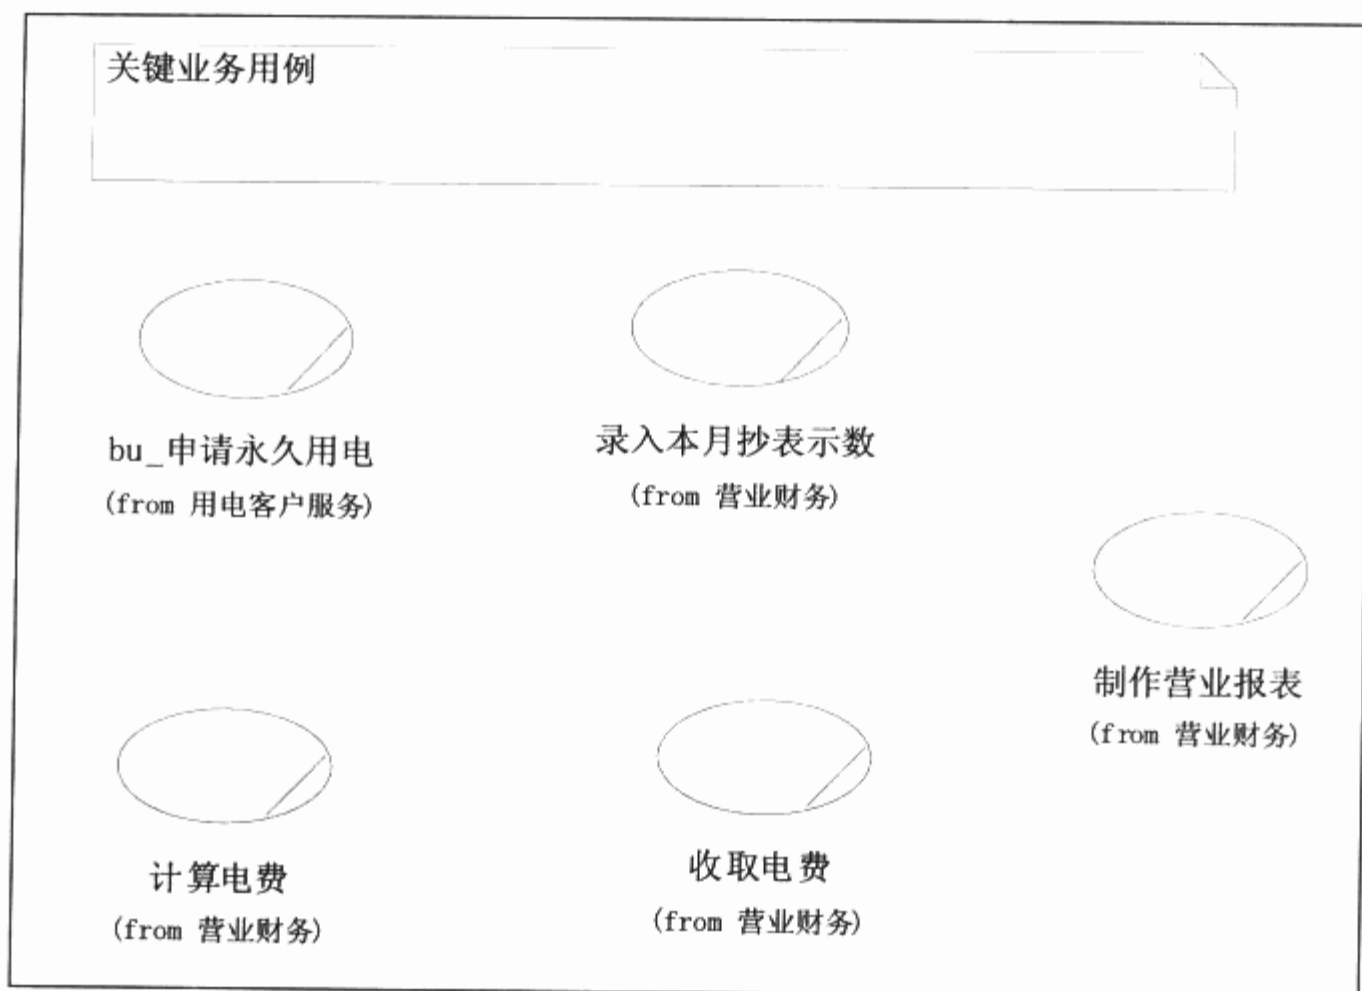 关键业务用例
bu_申请永久用电
(from 用电客户服务)
录入本月抄表示数
(from 营业财务)
制作营业报表
(from 营业财务)
计算电费
(from 营业财务)
收取电费
(from 营业财务)